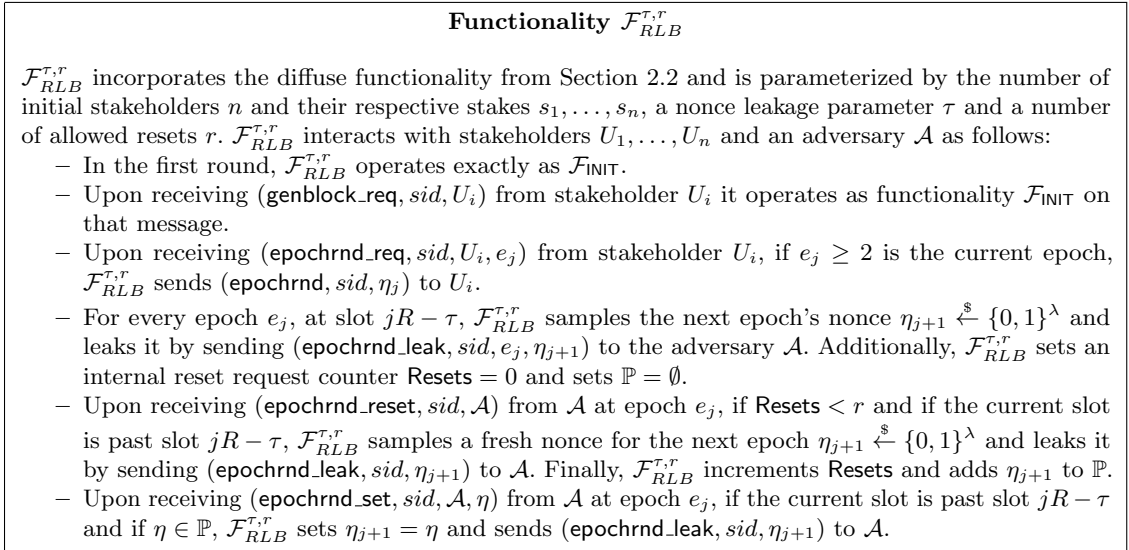 Functionality $\mathcal{F}_{RLB}^{\tau,r}$
$\mathcal{F}_{RLB}^{\tau,r}$ incorporates the diffuse functionality from Section 2.2 and is parameterized by the number of
initial stakeholders $n$ and their respective stakes $s_1, \ldots, s_n$, a nonce leakage parameter $\tau$ and a number
of allowed resets $r$. $\mathcal{F}_{RLB}^{\tau,r}$ interacts with stakeholders $U_1, \ldots, U_n$ and an adversary $\mathcal{A}$ as follows:
– In the first round, $\mathcal{F}_{RLB}^{\tau,r}$ operates exactly as $\mathcal{F}_{\mathsf{INIT}}$.
– Upon receiving ($\mathsf{genblock\_req}, sid, U_i$) from stakeholder $U_i$ it operates as functionality $\mathcal{F}_{\mathsf{INIT}}$ on
that message.
– Upon receiving ($\mathsf{epochrnd\_req}, sid, U_i, e_j$) from stakeholder $U_i$, if $e_j \geq 2$ is the current epoch,
$\mathcal{F}_{RLB}^{\tau,r}$ sends ($\mathsf{epochrnd}, sid, \eta_j$) to $U_i$.
– For every epoch $e_j$, at slot $jR - \tau$, $\mathcal{F}_{RLB}^{\tau,r}$ samples the next epoch's nonce $\eta_{j+1} \xleftarrow{\$} \{0,1\}^\lambda$ and
leaks it by sending ($\mathsf{epochrnd\_leak}, sid, e_j, \eta_{j+1}$) to the adversary $\mathcal{A}$. Additionally, $\mathcal{F}_{RLB}^{\tau,r}$ sets an
internal reset request counter $\mathsf{Resets} = 0$ and sets $\mathbb{P} = \emptyset$.
– Upon receiving ($\mathsf{epochrnd\_reset}, sid, \mathcal{A}$) from $\mathcal{A}$ at epoch $e_j$, if $\mathsf{Resets} < r$ and if the current slot
is past slot $jR - \tau$, $\mathcal{F}_{RLB}^{\tau,r}$ samples a fresh nonce for the next epoch $\eta_{j+1} \xleftarrow{\$} \{0,1\}^\lambda$ and leaks it
by sending ($\mathsf{epochrnd\_leak}, sid, \eta_{j+1}$) to $\mathcal{A}$. Finally, $\mathcal{F}_{RLB}^{\tau,r}$ increments $\mathsf{Resets}$ and adds $\eta_{j+1}$ to $\mathbb{P}$.
– Upon receiving ($\mathsf{epochrnd\_set}, sid, \mathcal{A}, \eta$) from $\mathcal{A}$ at epoch $e_j$, if the current slot is past slot $jR - \tau$
and if $\eta \in \mathbb{P}$, $\mathcal{F}_{RLB}^{\tau,r}$ sets $\eta_{j+1} = \eta$ and sends ($\mathsf{epochrnd\_leak}, sid, \eta_{j+1}$) to $\mathcal{A}$.